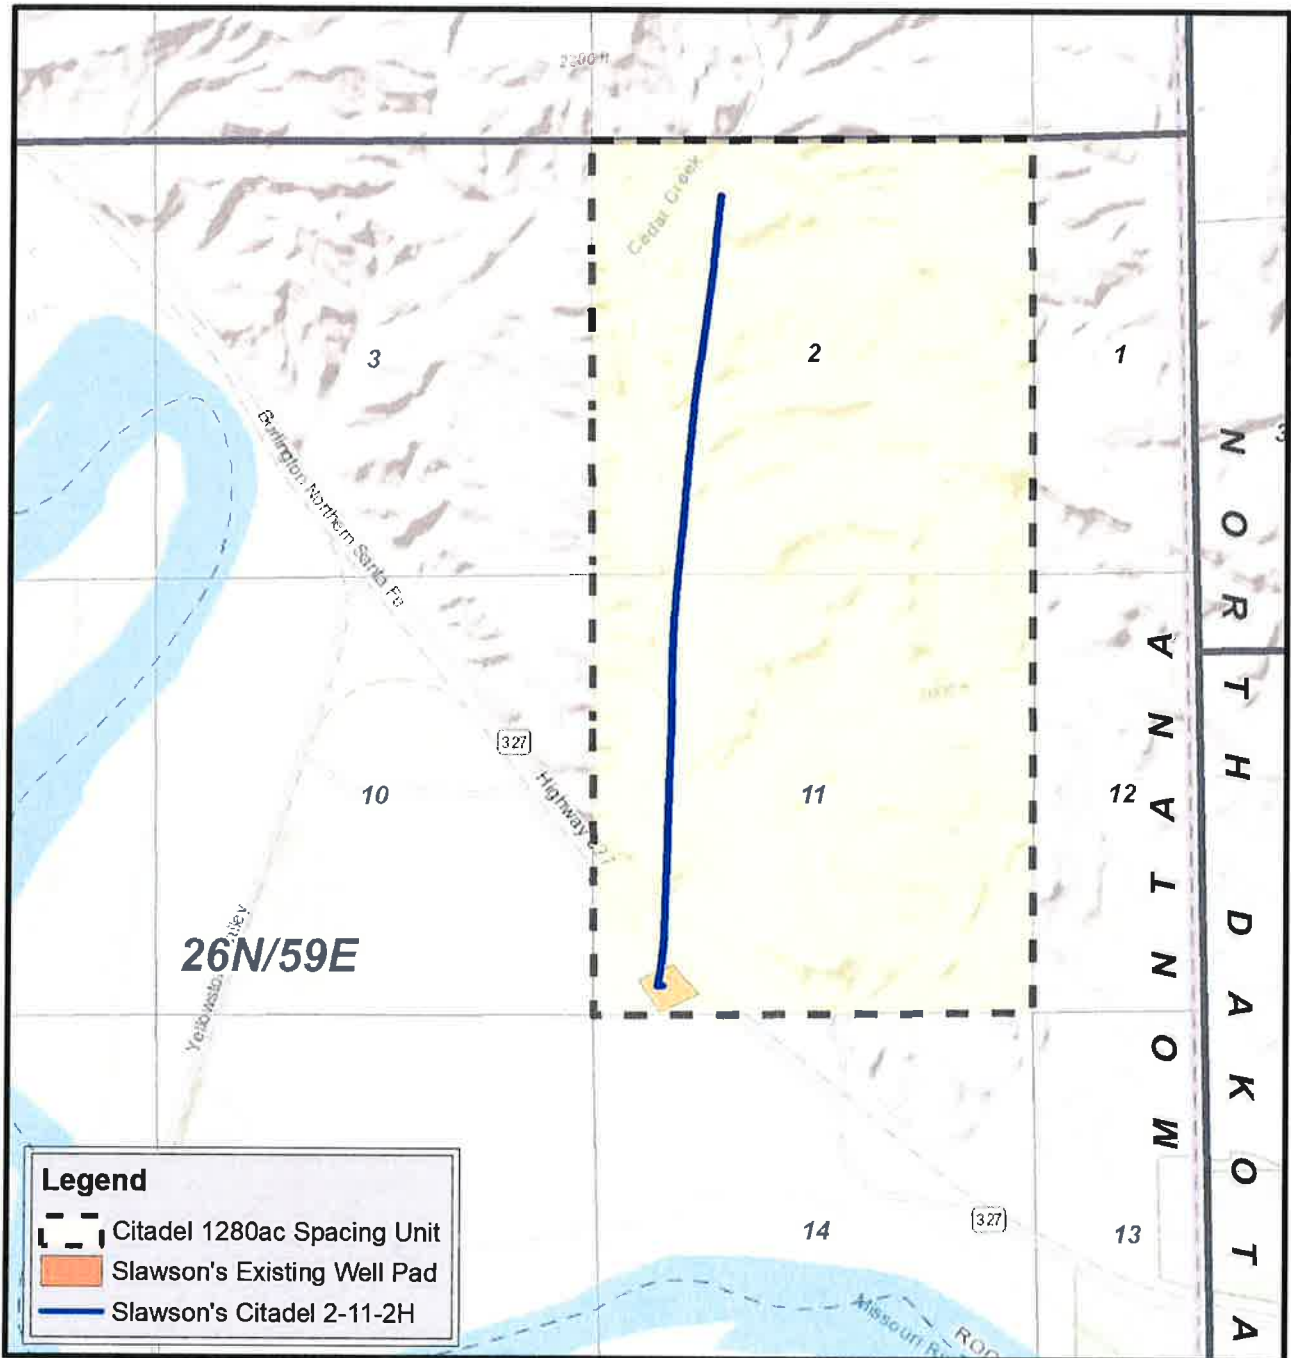 2200 ft
Cedar Creek
3
2
1
Burlington Northern Santa Fe
327
Highway 327
10
11
12
26N/59E
MONTANA
NORTH DAKOTA
14
327
13
Missouri
Legend
Citadel 1280ac Spacing Unit
Slawson's Existing Well Pad
Slawson's Citadel 2-11-2H